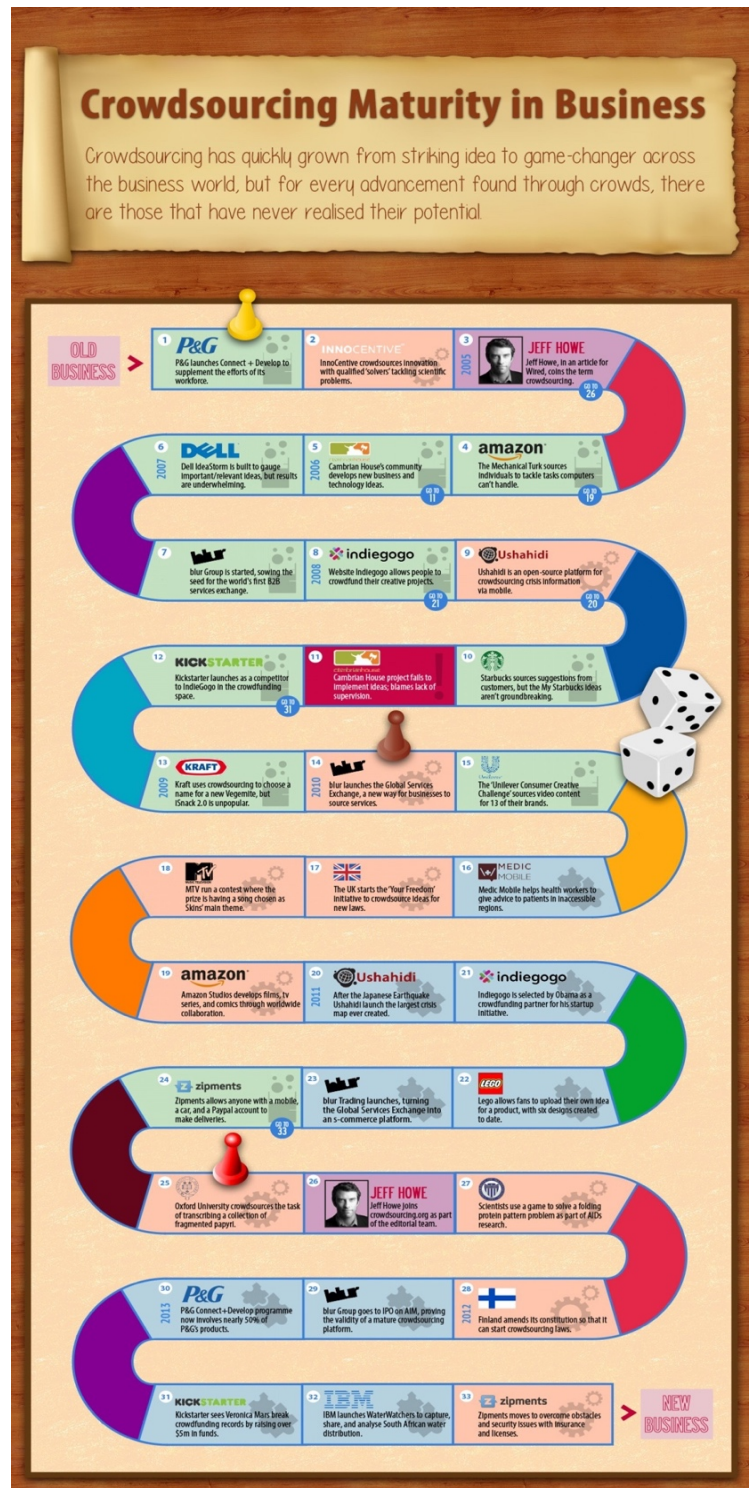 Crowdsourcing Maturity in Business
Crowdsourcing has quickly grown from striking idea to game-changer across
the business world, but for every advancement found through crowds, there
are those that have never realised their potential.
OLD
BUSINESS
>
1
P&G
P&G launches Connect + Develop to
supplement the efforts of its
workforce.
2
INNOCENTIVE
InnoCentive crowdsources innovation
with qualified 'solvers' tackling scientific
problems.
3
2005
JEFF HOWE
Jeff Howe, in an article for
Wired, coins the term
crowdsourcing.
GO TO
26
4
amazon
The Mechanical Turk sources
individuals to tackle tasks computers
can't handle.
GO TO
19
5
2006
Cambrian House's community
develops new business and
technology ideas.
GO TO
11
6
2007
DELL
Dell IdeaStorm is built to gauge
important/relevant ideas, but results
are underwhelming.
7
blur
blur Group is started, sowing the
seed for the world's first B2B
services exchange.
8
2008
indiegogo
Website Indiegogo allows people to
crowdfund their creative projects.
GO TO
21
9
Ushahidi
Ushahidi is an open-source platform for
crowdsourcing crisis information
via mobile.
GO TO
20
10
Starbucks sources suggestions from
customers, but the My Starbucks ideas
aren't groundbreaking.
11
cambrianhouse
Cambrian House project fails to
implement ideas; blames lack of
supervision.
!
12
KICKSTARTER
Kickstarter launches as a competitor
to IndieGogo in the crowdfunding
space.
GO TO
31
13
2009
KRAFT
Kraft uses crowdsourcing to choose a
name for a new Vegemite, but
iSnack 2.0 is unpopular.
14
2010
blur
blur launches the Global Services
Exchange, a new way for businesses to
source services.
15
Unilever
The 'Unilever Consumer Creative
Challenge' sources video content
for 13 of their brands.
16
MEDIC
MOBILE
Medic Mobile helps health workers to
give advice to patients in inaccessible
regions.
17
The UK starts the 'Your Freedom'
initiative to crowdsource ideas for
new laws.
18
MTV
MTV run a contest where the
prize is having a song chosen as
Skins' main theme.
19
amazon
Amazon Studios develops films, tv
series, and comics through worldwide
collaboration.
20
2011
Ushahidi
After the Japanese Earthquake
Ushahidi launch the largest crisis
map ever created.
21
indiegogo
Indiegogo is selected by Obama as a
crowdfunding partner for his startup
initiative.
22
LEGO
Lego allows fans to upload their own idea
for a product, with six designs created
to date.
23
blur
blur Trading launches, turning
the Global Services Exchange into
an s-commerce platform.
24
zipments
Zipments allows anyone with a mobile,
a car, and a Paypal account to
make deliveries.
GO TO
33
25
Oxford University crowdsources the task
of transcribing a collection of
fragmented papyri.
26
JEFF HOWE
Jeff Howe joins
crowdsourcing.org as part
of the editorial team.
27
Scientists use a game to solve a folding
protein pattern problem as part of AIDs
research.
28
2012
Finland amends its constitution so that it
can start crowdsourcing laws.
29
blur
blur Group goes to IPO on AIM, proving
the validity of a mature crowdsourcing
platform.
30
2013
P&G
P&G Connect+Develop programme
now involves nearly 50% of
P&G's products.
31
KICKSTARTER
Kickstarter sees Veronica Mars break
crowdfunding records by raising over
$5m in funds.
32
IBM
IBM launches WaterWatchers to capture,
share, and analyse South African water
distribution.
33
zipments
Zipments moves to overcome obstacles
and security issues with insurance
and licenses.
>
NEW
BUSINESS